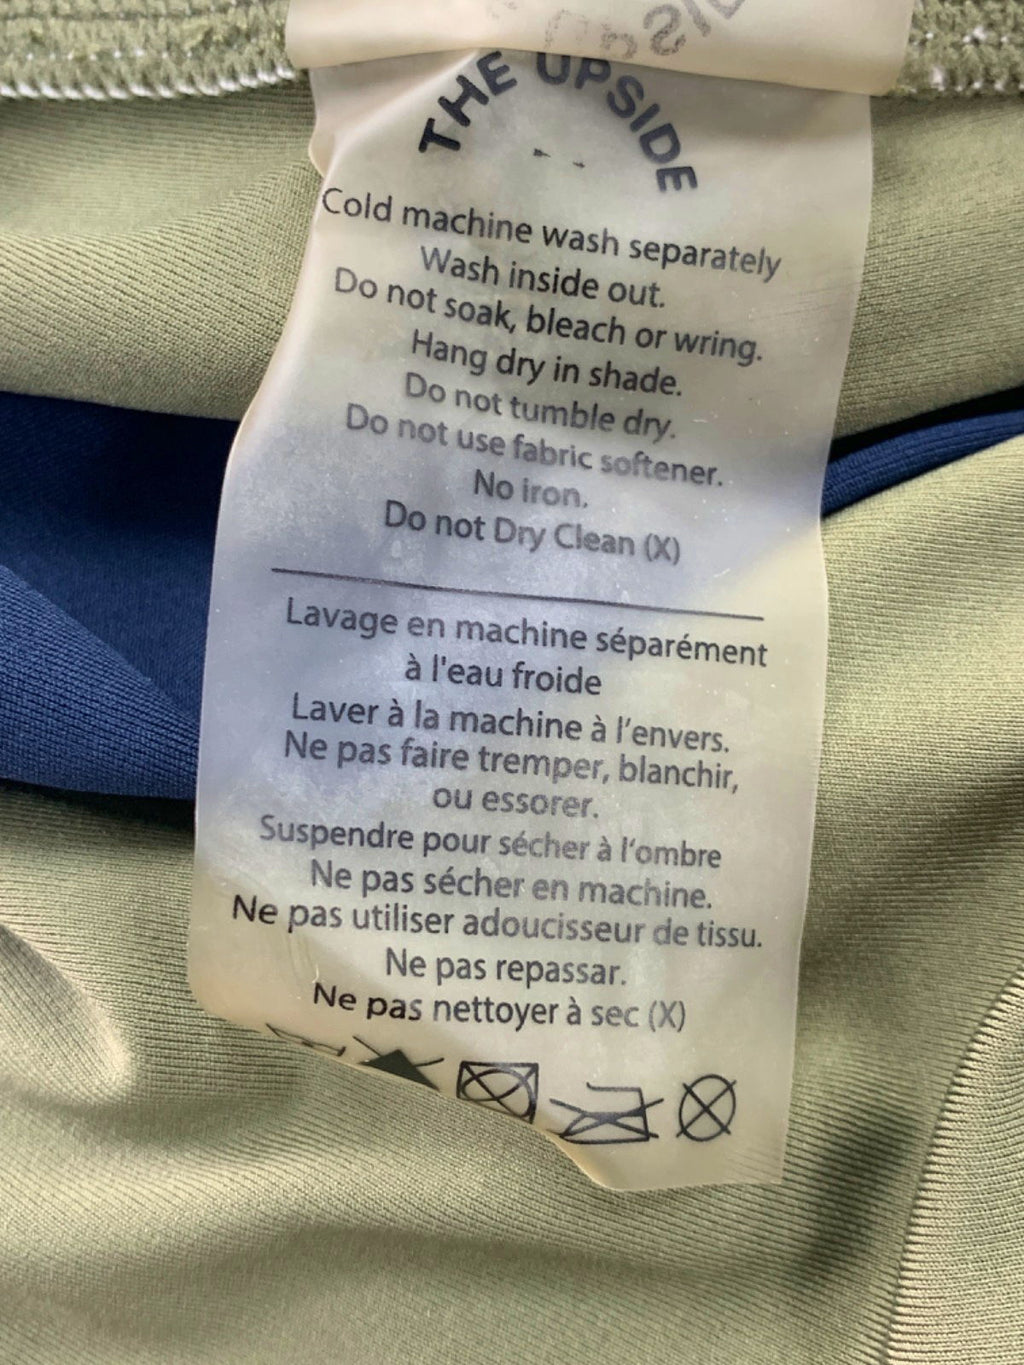 THE UPSIDE
Cold machine wash separately
Wash inside out.
Do not soak, bleach or wring.
Hang dry in shade.
Do not tumble dry.
Do not use fabric softener.
No iron.
Do not Dry Clean (X)
Lavage en machine séparément
à l'eau froide
Laver à la machine à l'envers.
Ne pas faire tremper, blanchir,
ou essorer.
Suspendre pour sécher à l'ombre
Ne pas sécher en machine.
Ne pas utiliser adoucisseur de tissu.
Ne pas repassar.
Ne pas nettoyer à sec (X)